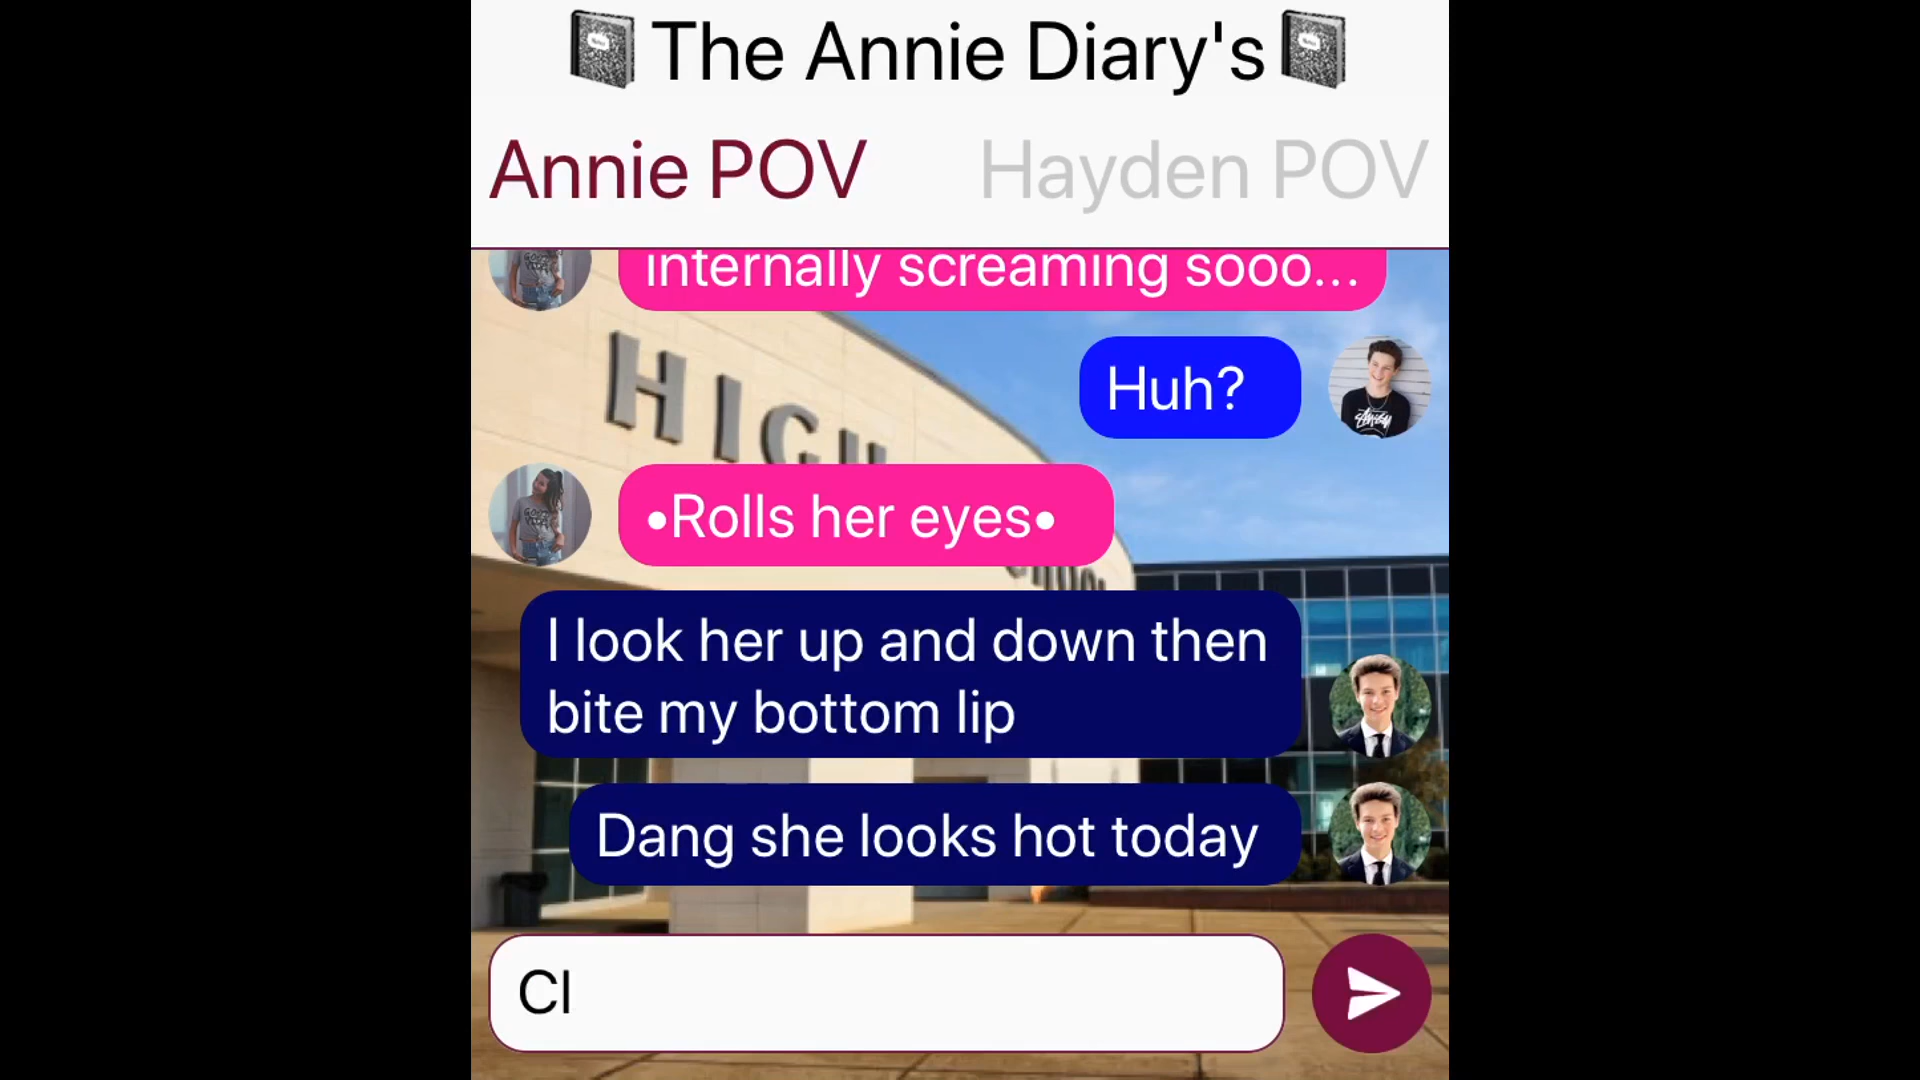 The Annie Diary's
Annie POV
Hayden POV
internally screaming sooo...
HIGH
Huh?
•Rolls her eyes•
I look her up and down then
bite my bottom lip
Dang she looks hot today
Cl